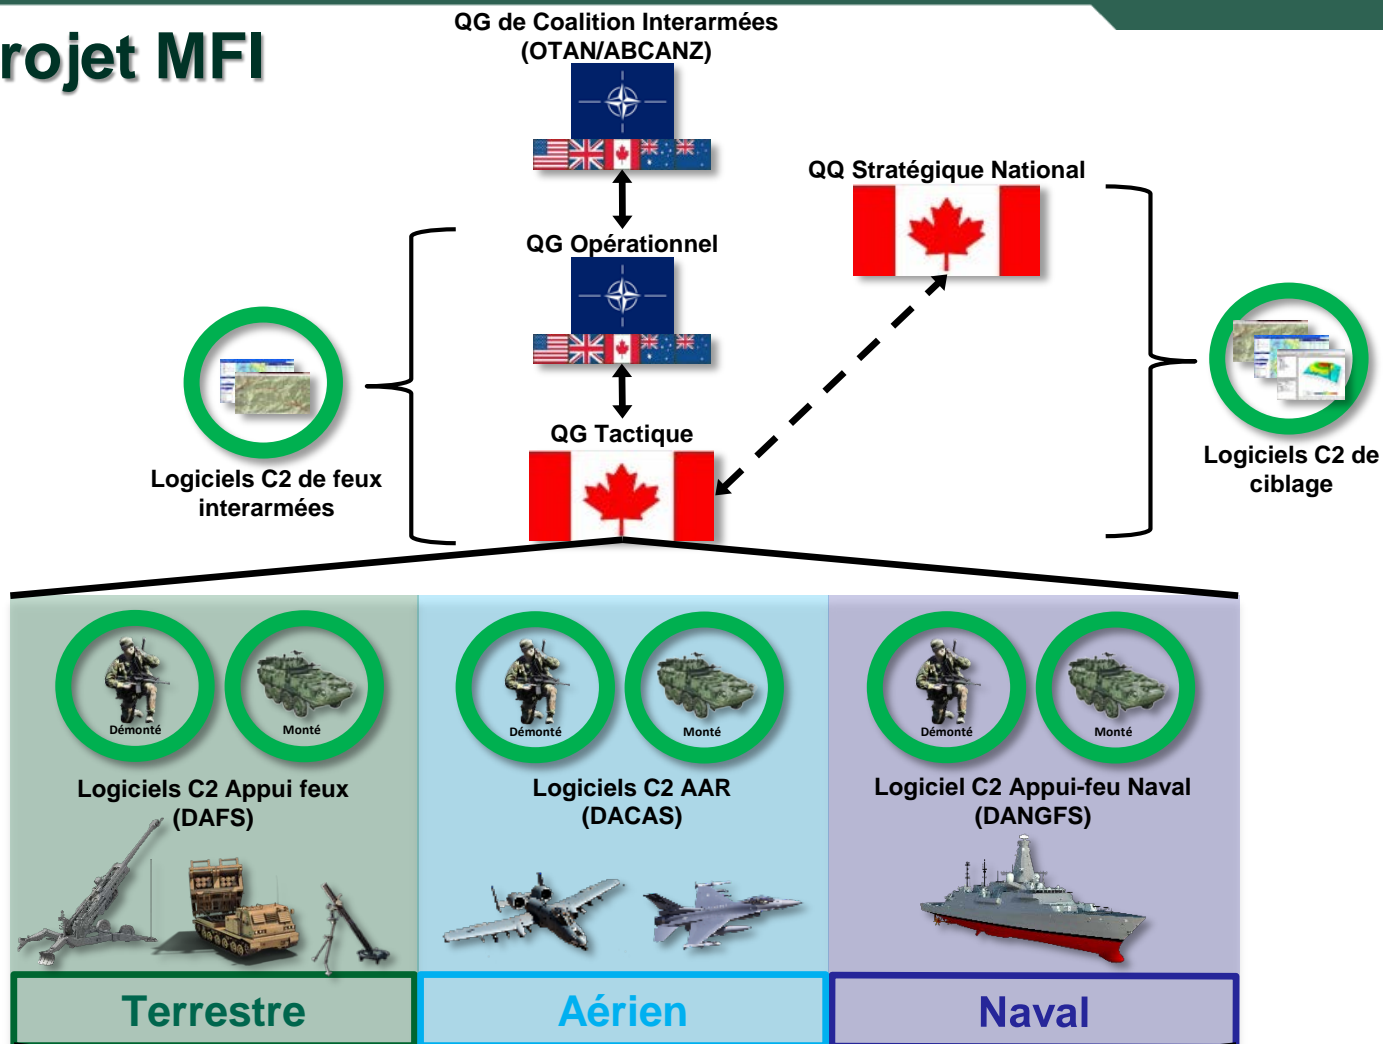 rojet MFI
QG de Coalition Interarmées
(OTAN/ABCANZ)
QQ Stratégique National
QG Opérationnel
QG Tactique
Logiciels C2 de feux
interarmées
Logiciels C2 de
ciblage
Démonté
Monté
Démonté
Monté
Démonté
Monté
Logiciels C2 Appui feux
(DAFS)
Logiciels C2 AAR
(DACAS)
Logiciel C2 Appui-feu Naval
(DANGFS)
Terrestre
Aérien
Naval